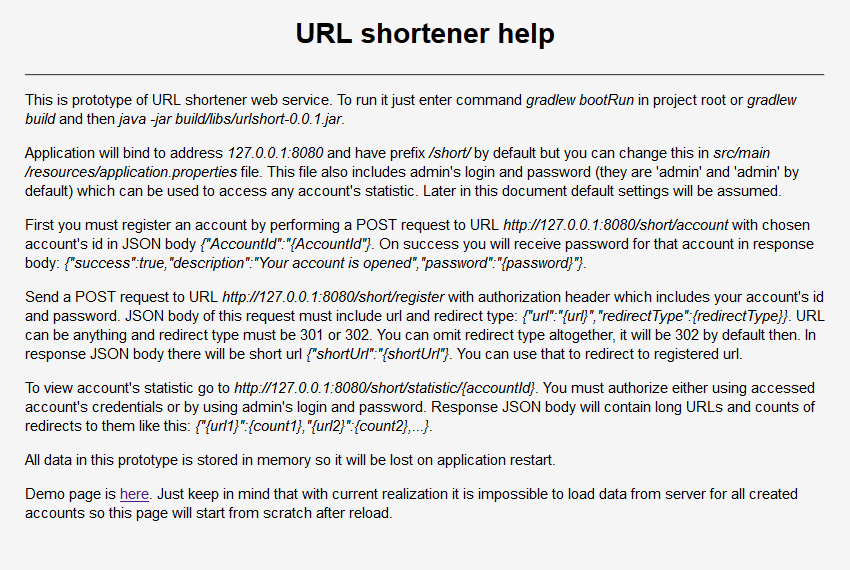 URL shortener help
This is prototype of URL shortener web service. To run it just enter command gradlew bootRun in project root or gradlew
build and then java -jar build/libs/urlshort-0.0.1.jar.
Application will bind to address 127.0.0.1:8080 and have prefix /short/ by default but you can change this in src/main
/resources/application.properties file. This file also includes admin's login and password (they are 'admin' and 'admin' by
default) which can be used to access any account's statistic. Later in this document default settings will be assumed.
First you must register an account by performing a POST request to URL http://127.0.0.1:8080/short/account with chosen
account's id in JSON body {"AccountId":"{AccountId"}. On success you will receive password for that account in response
body: {"success":true,"description":"Your account is opened","password":"{password}"}.
Send a POST request to URL http://127.0.0.1:8080/short/register with authorization header which includes your account's id
and password. JSON body of this request must include url and redirect type: {"url":"{url}","redirectType":{redirectType}}. URL
can be anything and redirect type must be 301 or 302. You can omit redirect type altogether, it will be 302 by default then. In
response JSON body there will be short url {"shortUrl":"{shortUrl"}. You can use that to redirect to registered url.
To view account's statistic go to http://127.0.0.1:8080/short/statistic/{accountId}. You must authorize either using accessed
account's credentials or by using admin's login and password. Response JSON body will contain long URLs and counts of
redirects to them like this: {"{url1}":{count1},"{url2}":{count2},...}.
All data in this prototype is stored in memory so it will be lost on application restart.
Demo page is here. Just keep in mind that with current realization it is impossible to load data from server for all created
accounts so this page will start from scratch after reload.